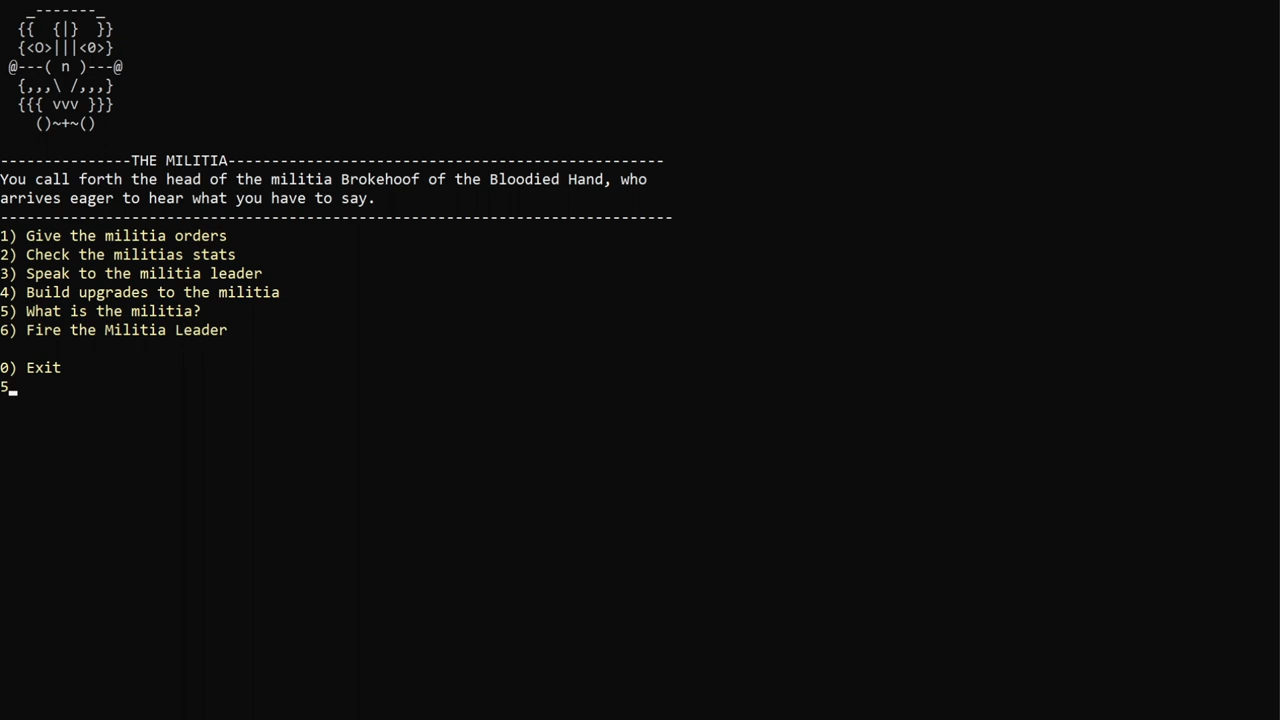 _-------_
{{  {|}  }}
{<O>|||<0>}
@---( n )---@
{,,,\ /,,,}
{{{ vvv }}}
()~+~()
---------------THE MILITIA--------------------------------------------------
You call forth the head of the militia Brokehoof of the Bloodied Hand, who
arrives eager to hear what you have to say.
-----------------------------------------------------------------------------
1) Give the militia orders
2) Check the militias stats
3) Speak to the militia leader
4) Build upgrades to the militia
5) What is the militia?
6) Fire the Militia Leader
0) Exit
5